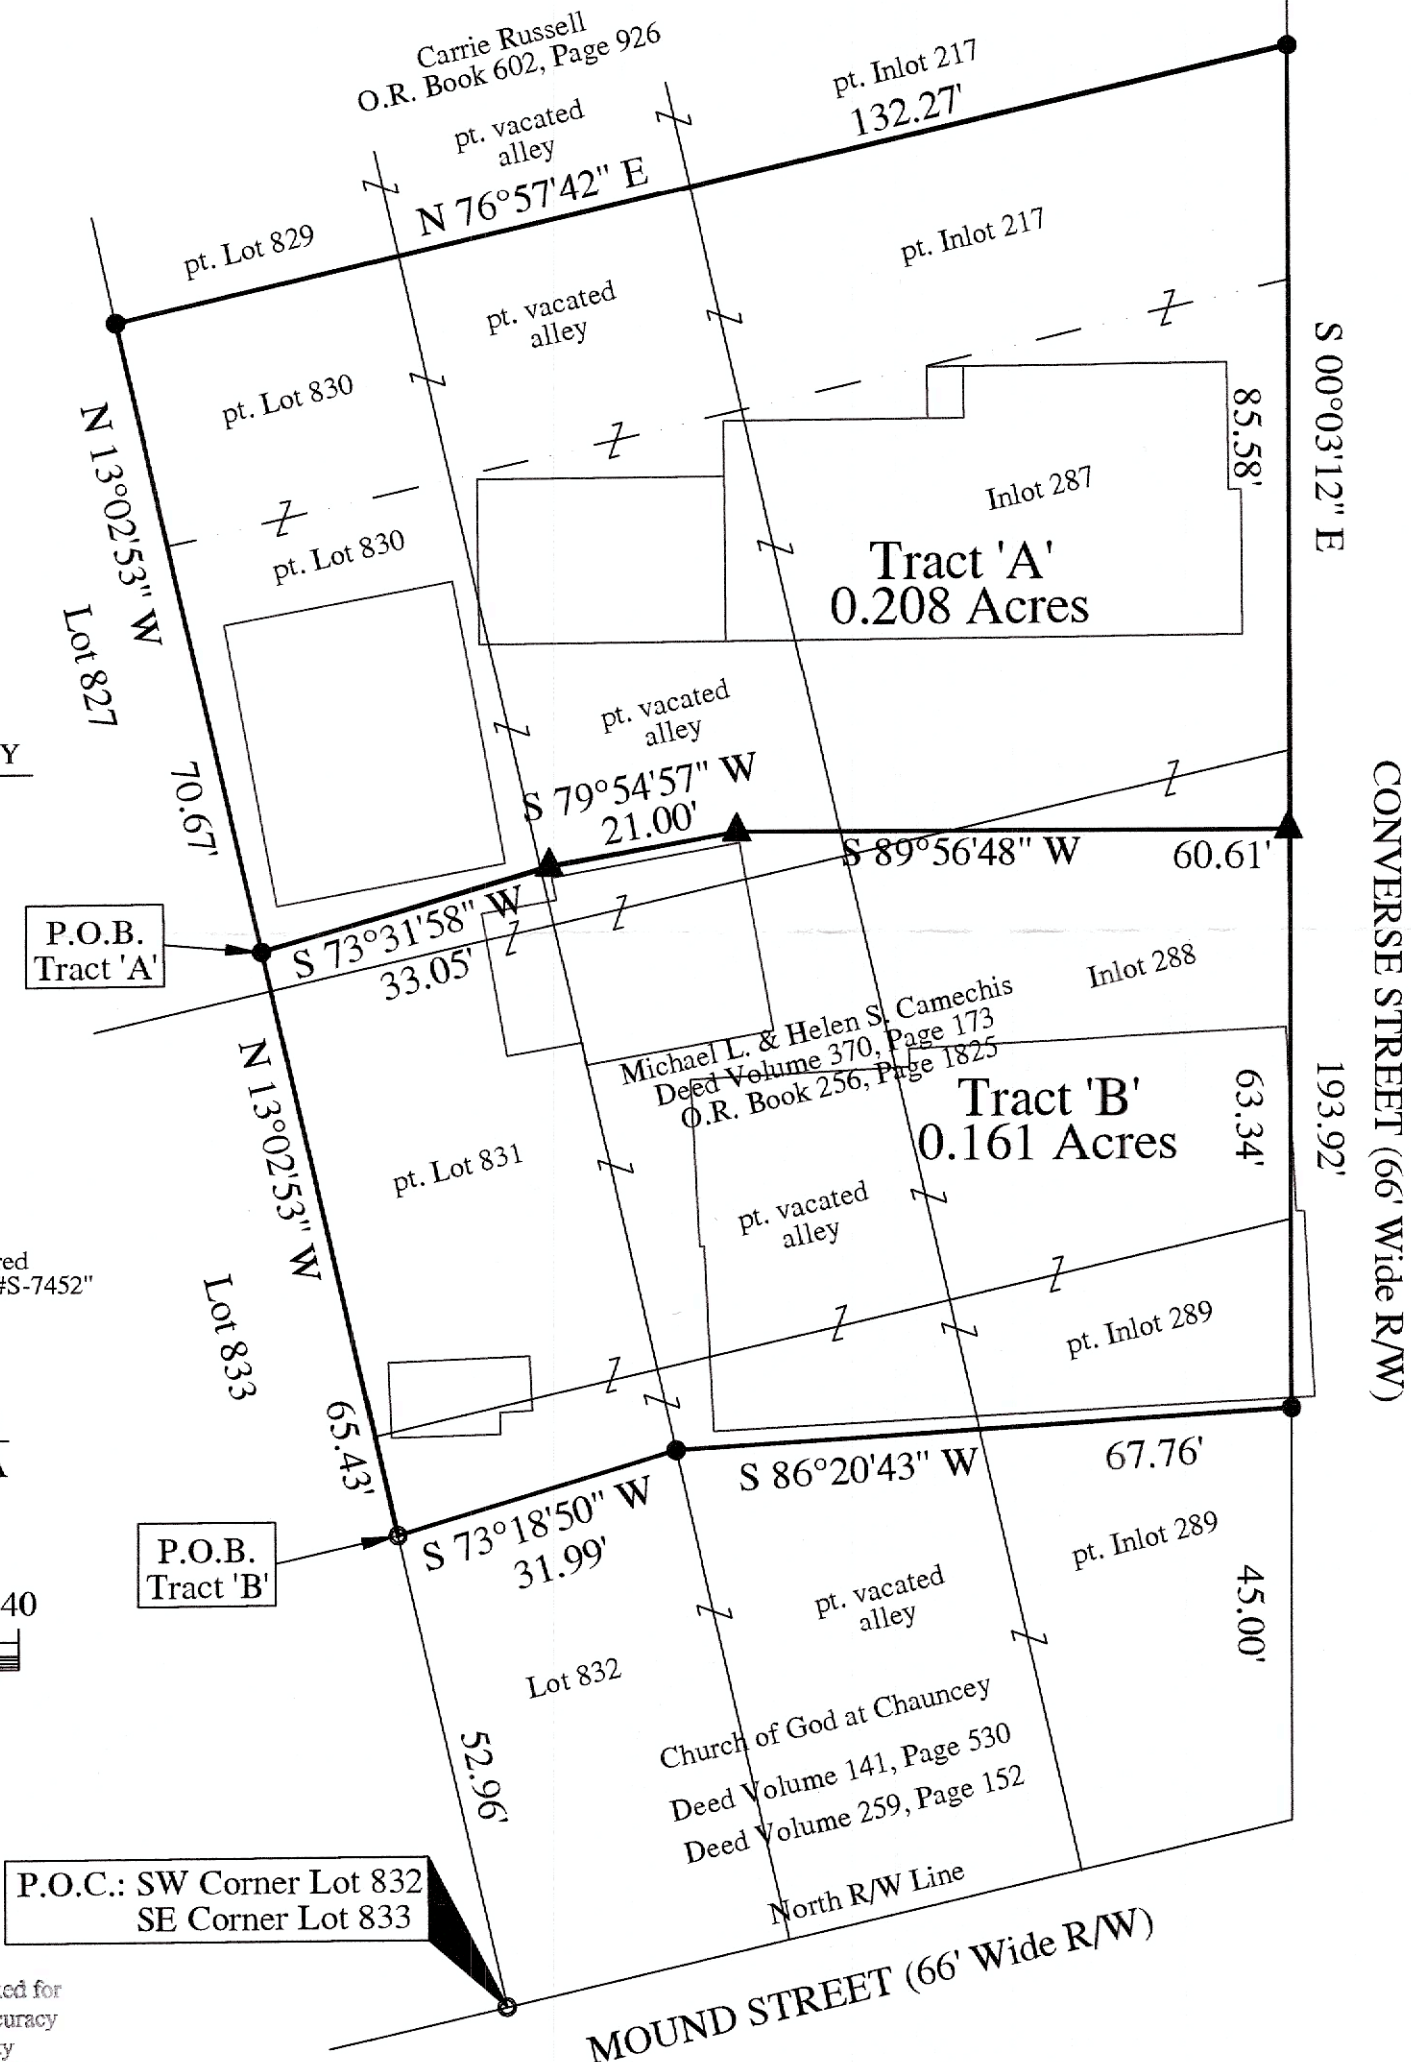 Carrie Russell
O.R. Book 602, Page 926
pt. Inlot 217
132.27'
pt. vacated
alley
N 76°57'42" E
pt. Lot 829
pt. Inlot 217
pt. vacated
alley
pt. Lot 830
S 00°03'12" E
85.58'
N 13°02'53" W
Inlot 287
pt. Lot 830
Tract 'A'
0.208 Acres
Lot 827
pt. vacated
alley
Y
70.67'
S 79°54'57" W
21.00'
S 89°56'48" W
60.61'
CONVERSE STREET (66' Wide R/W)
P.O.B.
Tract 'A'
S 73°31'58" W
33.05'
Inlot 288
Michael L. & Helen S. Camechis
Deed Volume 370, Page 173
O.R. Book 256, Page 1825
N 13°02'53" W
Tract 'B'
0.161 Acres
63.34'
193.92'
pt. Lot 831
pt. vacated
alley
#S-7452"
Lot 833
pt. Inlot 289
65.43'
S 86°20'43" W
67.76'
S 73°18'50" W
31.99'
P.O.B.
Tract 'B'
pt. Inlot 289
pt. vacated
alley
45.00'
40
Lot 832
52.96'
Church of God at Chauncey
Deed Volume 141, Page 530
Deed Volume 259, Page 152
P.O.C.: SW Corner Lot 832
SE Corner Lot 833
North R/W Line
MOUND STREET (66' Wide R/W)
for